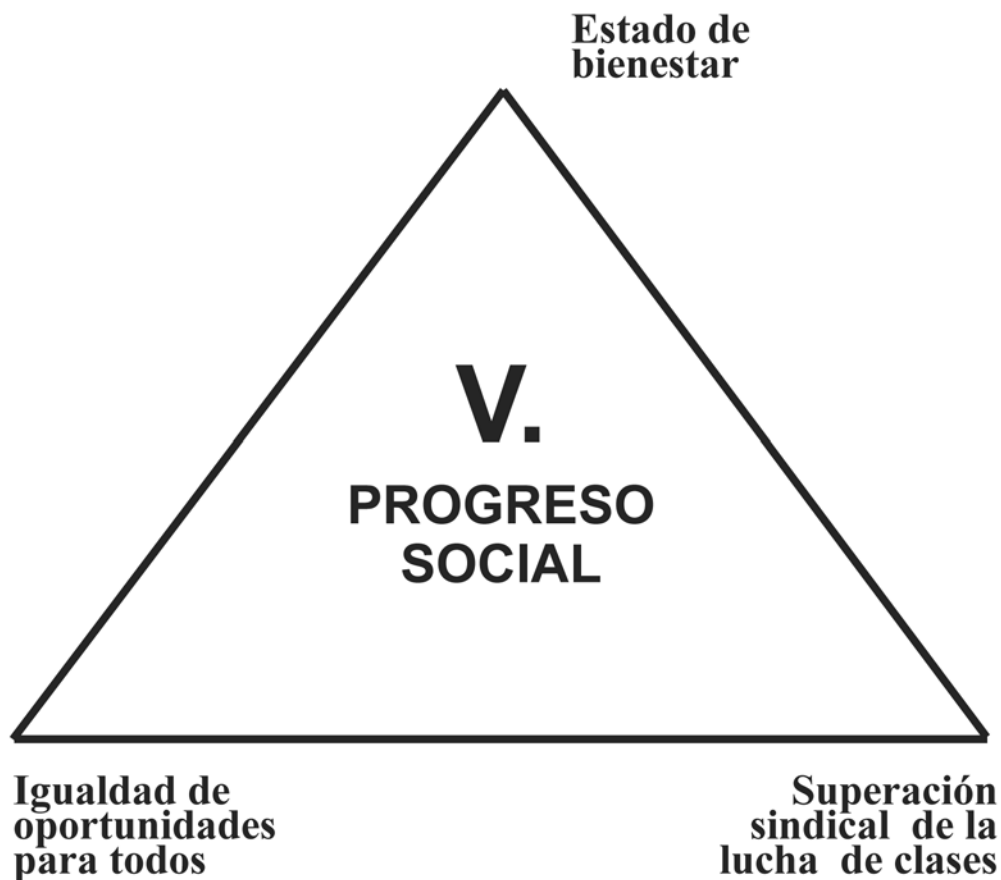 Estado de
bienestar
V.
PROGRESO
SOCIAL
Igualdad de
oportunidades
para todos
Superación
sindical de la
lucha de clases